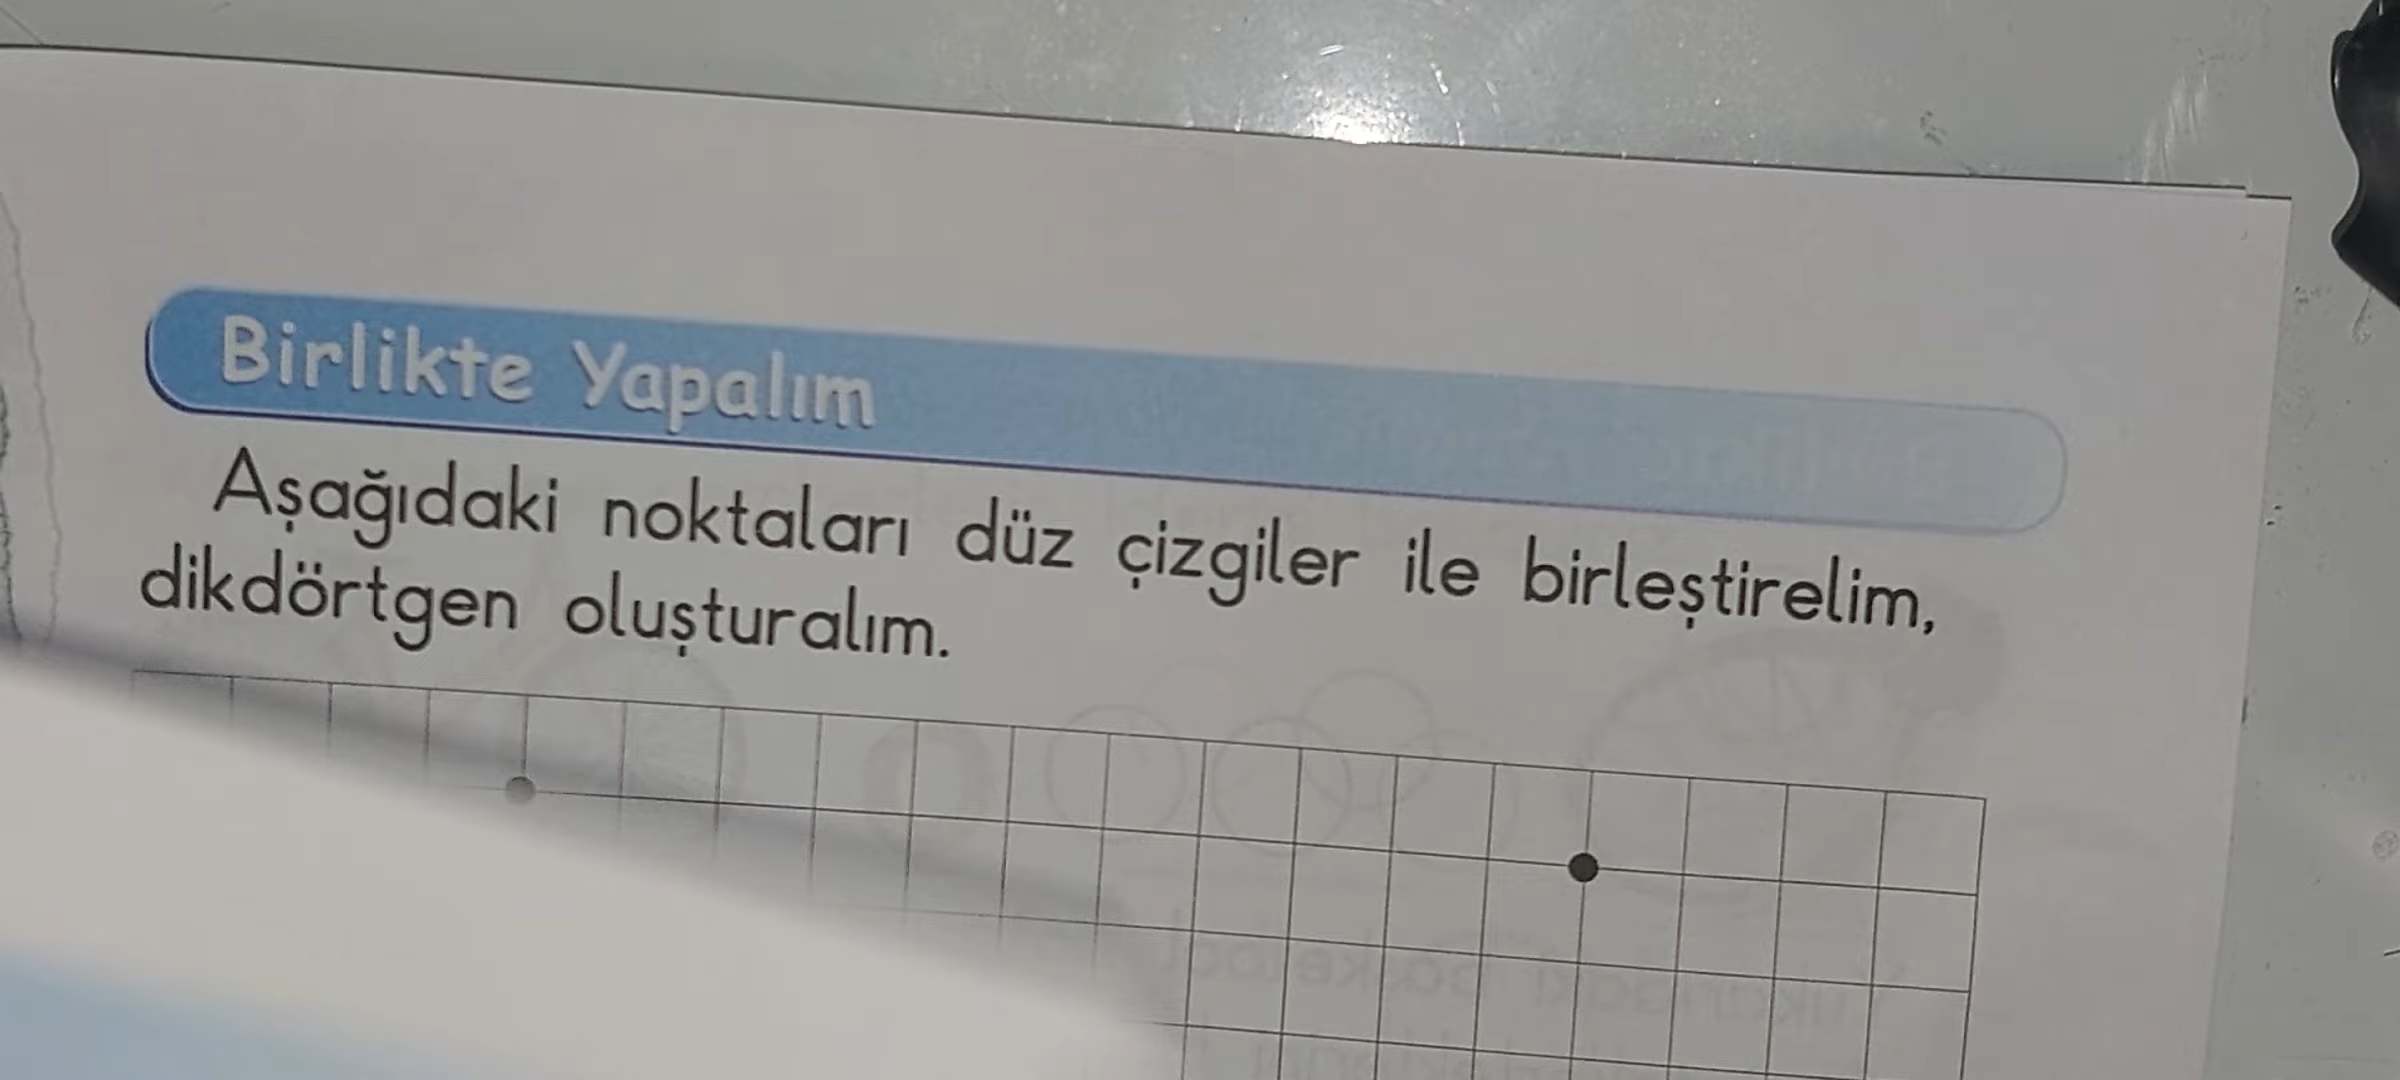 Birlikte Yapalım
Aşağıdaki noktaları düz çizgiler ile birleştirelim,
dikdörtgen oluşturalım.